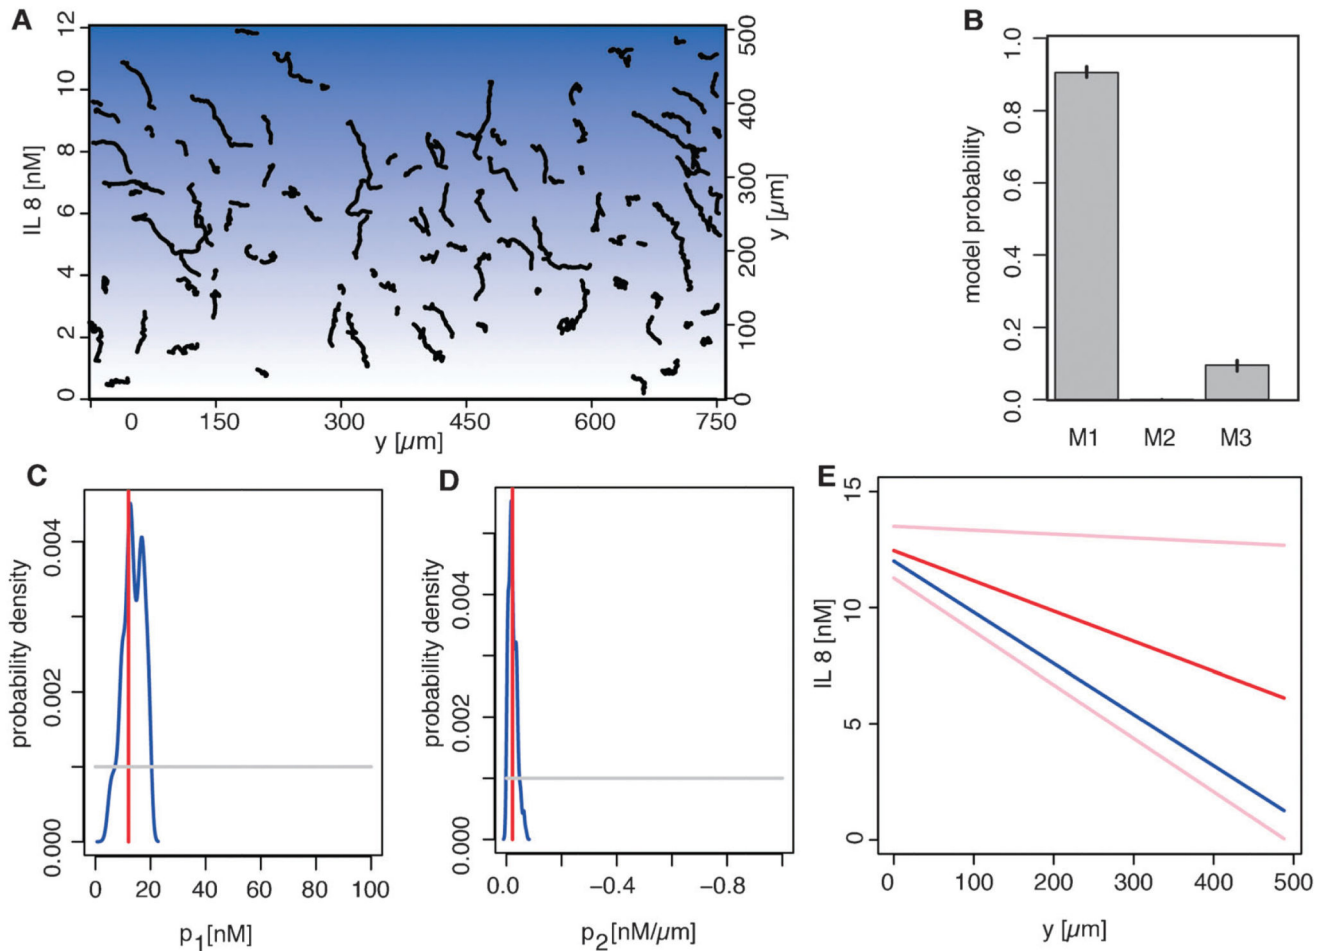 A
12
10
8
6
4
2
0
IL 8 [nM]
500
400
300
200
100
0
y [µm]
0 150 300 450 600 750
y [µm]
B
1.0
0.8
0.6
0.4
0.2
0.0
model probability
M1 M2 M3
C
0.004
0.002
0.000
probability density
0 20 40 60 80 100
p1[nM]
D
0.004
0.002
0.000
probability density
0.0 −0.4 −0.8
p2[nM/µm]
E
15
10
5
0
IL 8 [nM]
0 100 200 300 400 500
y [µm]